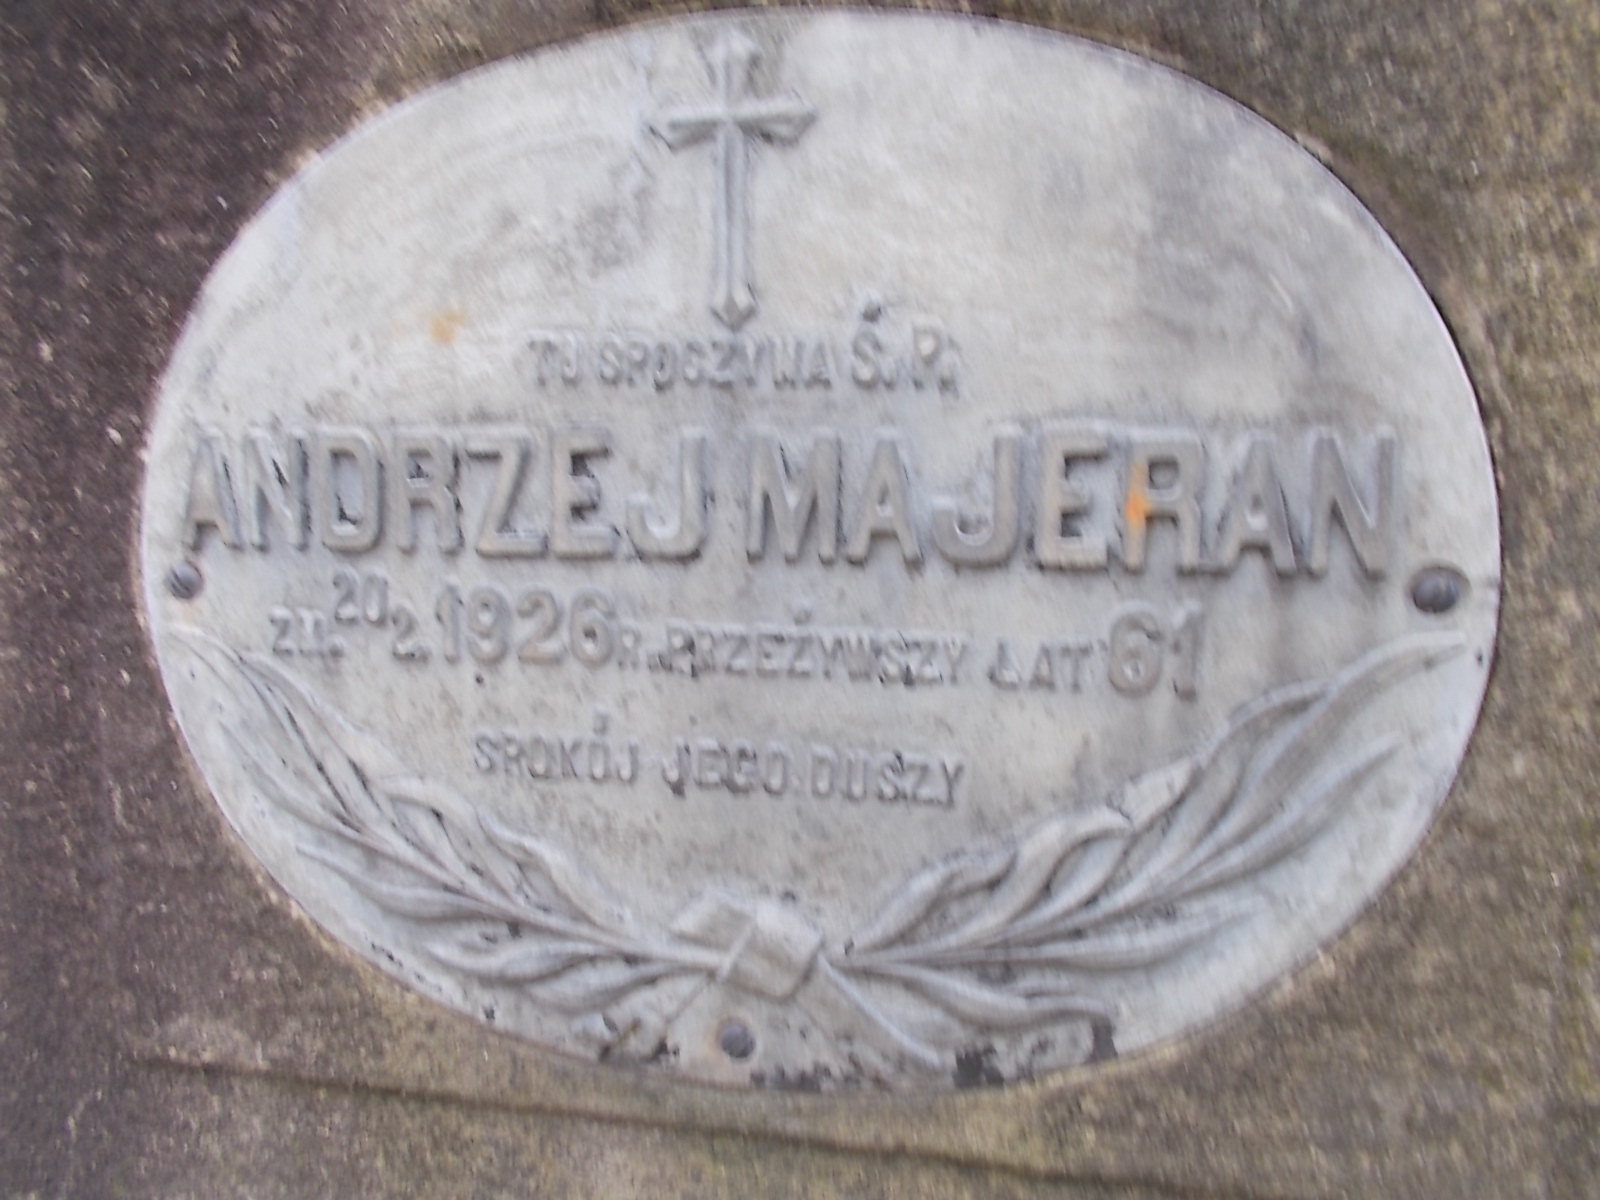 TU SPOCZYWA Ś.P.
ANDRZEJ MAJERAN
ZM. 20/2. 1926 R. PRZEŻYWSZY LAT 61
SPOKÓJ JEGO DUSZY